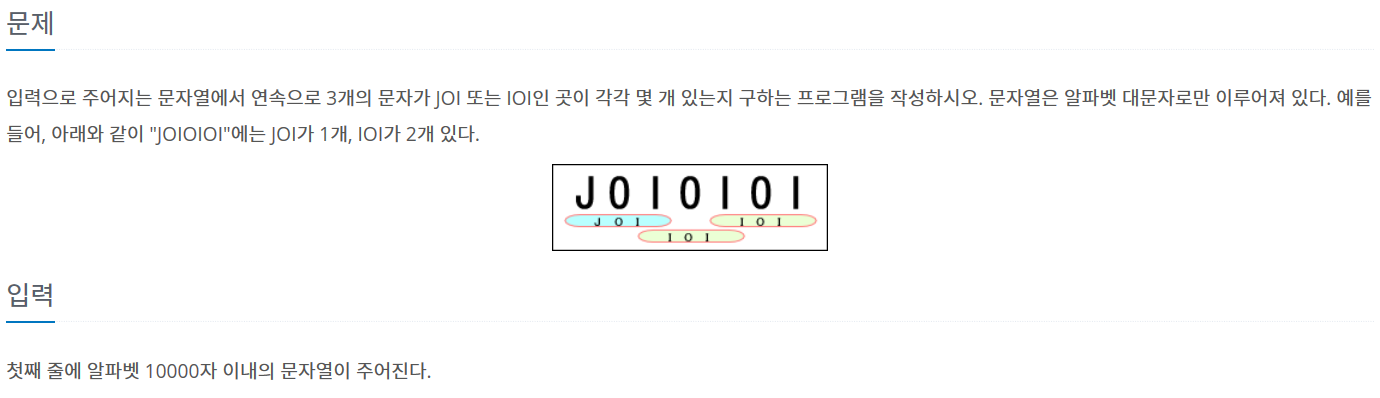 문제
입력으로 주어지는 문자열에서 연속으로 3개의 문자가 JOI 또는 IOI인 곳이 각각 몇 개 있는지 구하는 프로그램을 작성하시오. 문자열은 알파벳 대문자로만 이루어져 있다. 예를
들어, 아래와 같이 "JOIOIOI"에는 JOI가 1개, IOI가 2개 있다.
J O I O I O I
J O I I O I
I O I
입력
첫째 줄에 알파벳 10000자 이내의 문자열이 주어진다.